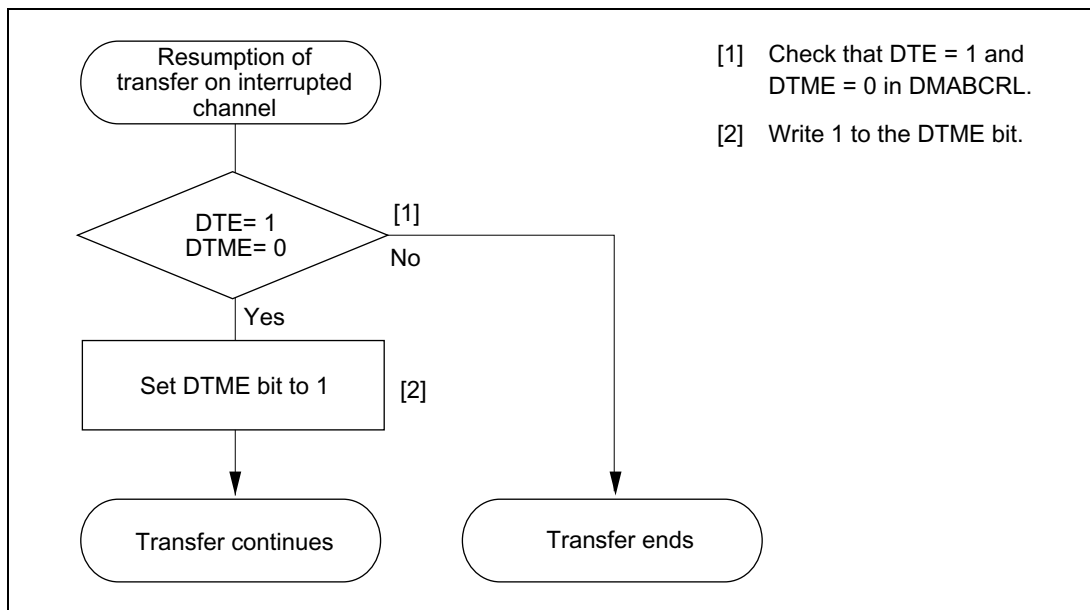 Resumption of
transfer on interrupted
channel
[1] Check that DTE = 1 and
DTME = 0 in DMABCRL.
[2] Write 1 to the DTME bit.
DTE= 1
DTME= 0
[1]
No
Yes
Set DTME bit to 1
[2]
Transfer continues
Transfer ends